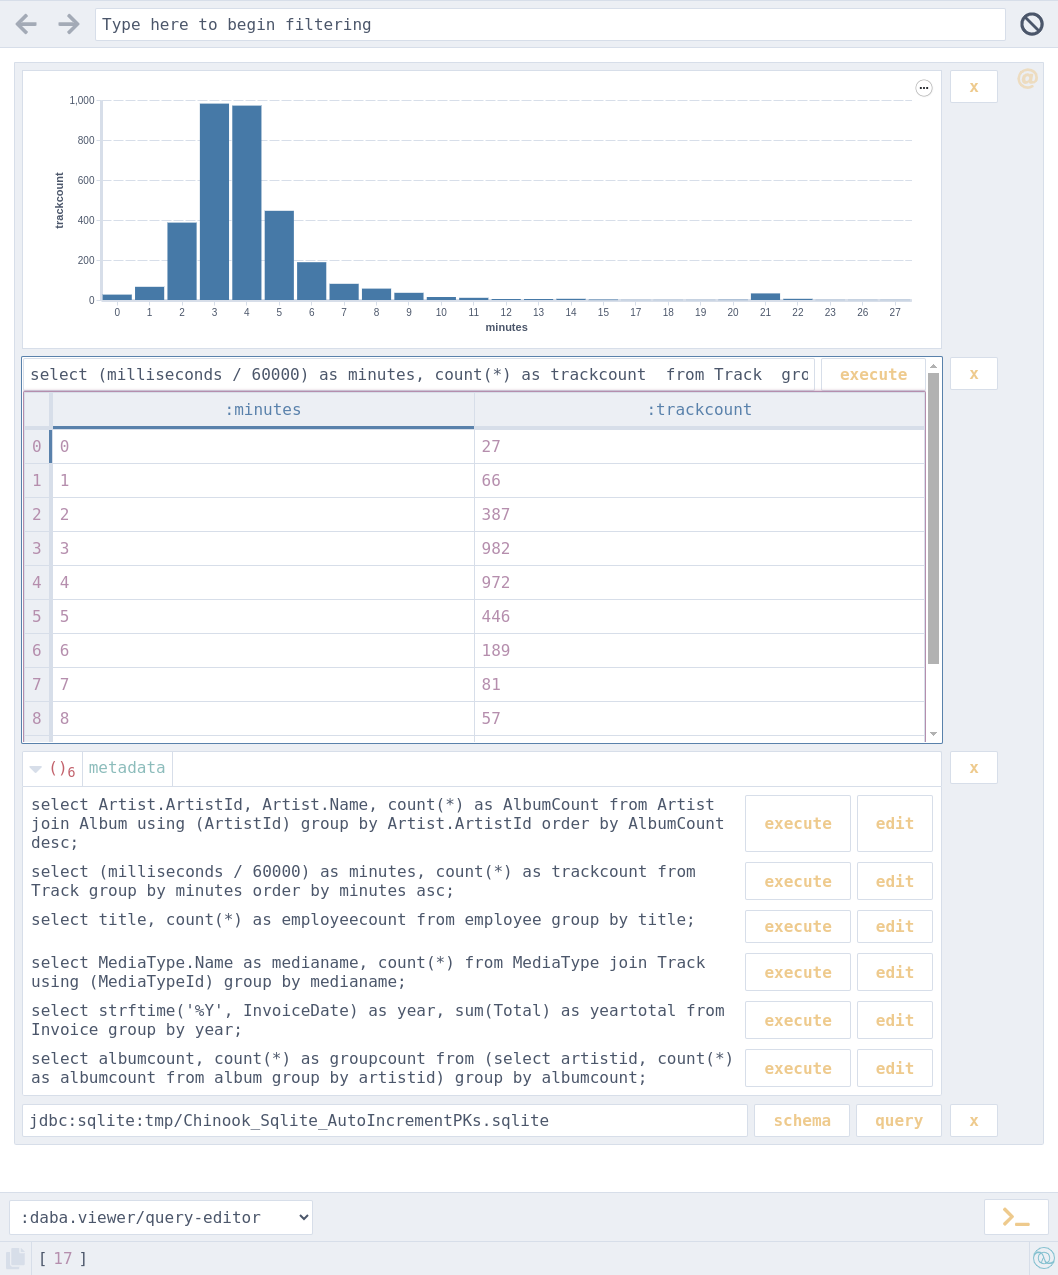 Type here to begin filtering
@
x
1,000
800
600
400
200
0
trackcount
0 1 2 3 4 5 6 7 8 9 10 11 12 13 14 15 17 18 19 20 21 22 23 26 27
minutes
select (milliseconds / 60000) as minutes, count(*) as trackcount from Track gro
execute
x
:minutes :trackcount
0 0 27
1 1 66
2 2 387
3 3 982
4 4 972
5 5 446
6 6 189
7 7 81
8 8 57
()6 metadata
x
select Artist.ArtistId, Artist.Name, count(*) as AlbumCount from Artist
join Album using (ArtistId) group by Artist.ArtistId order by AlbumCount
desc;
execute edit
select (milliseconds / 60000) as minutes, count(*) as trackcount from
Track group by minutes order by minutes asc;
execute edit
select title, count(*) as employeecount from employee group by title;
execute edit
select MediaType.Name as medianame, count(*) from MediaType join Track
using (MediaTypeId) group by medianame;
execute edit
select strftime('%Y', InvoiceDate) as year, sum(Total) as yeartotal from
Invoice group by year;
execute edit
select albumcount, count(*) as groupcount from (select artistid, count(*)
as albumcount from album group by artistid) group by albumcount;
execute edit
jdbc:sqlite:tmp/Chinook_Sqlite_AutoIncrementPKs.sqlite
schema query x
:daba.viewer/query-editor
[ 17 ]